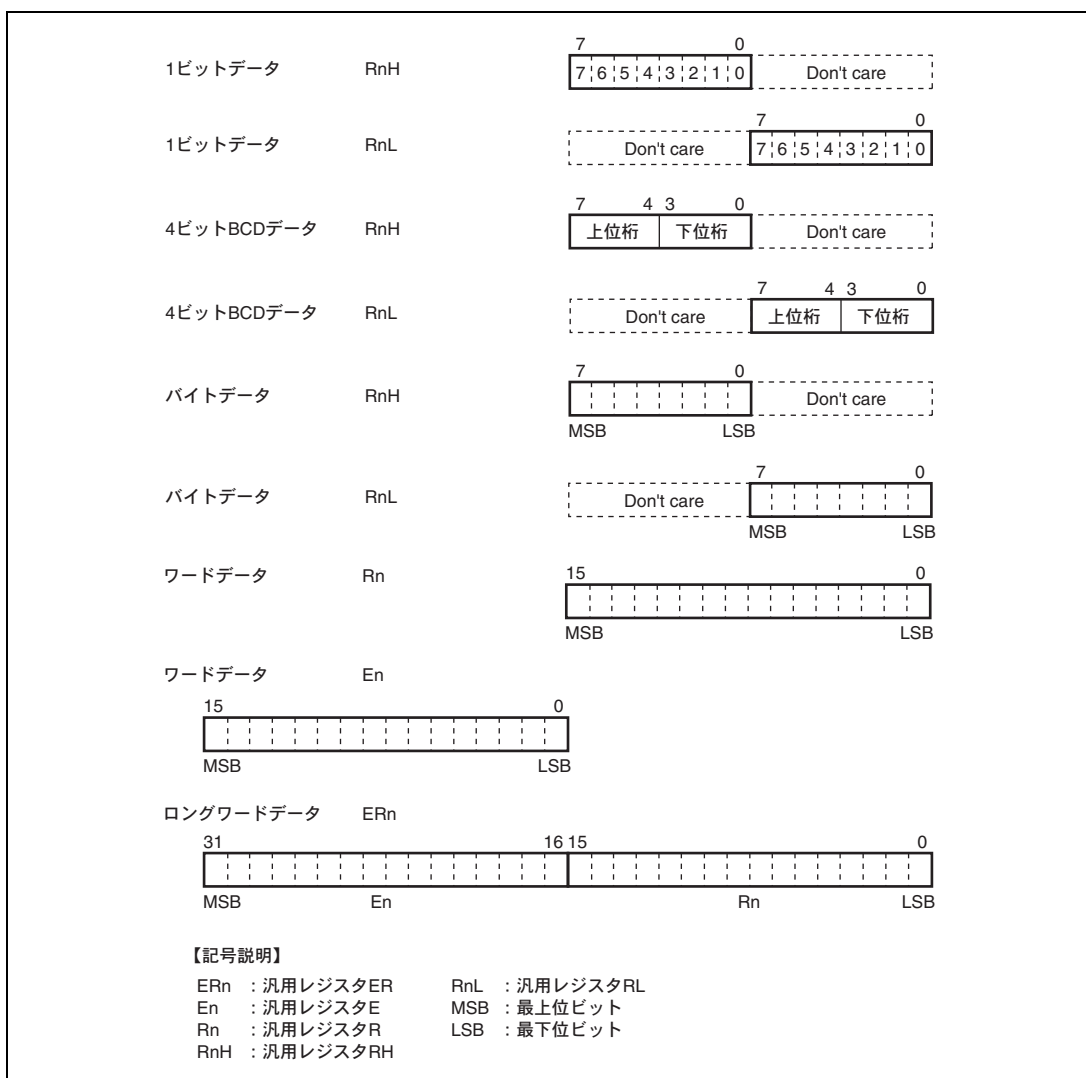 7 0
1ビットデータ RnH 7 6 5 4 3 2 1 0 Don't care
7 0
1ビットデータ RnL Don't care 7 6 5 4 3 2 1 0
7 4 3 0
4ビットBCDデータ RnH 上位桁 下位桁 Don't care
7 4 3 0
4ビットBCDデータ RnL Don't care 上位桁 下位桁
7 0
バイトデータ RnH Don't care
MSB LSB
7 0
バイトデータ RnL Don't care
MSB LSB
ワードデータ Rn 15 0
MSB LSB
ワードデータ En
15 0
MSB LSB
ロングワードデータ ERn
31 16 15 0
MSB En Rn LSB
【記号説明】
ERn :汎用レジスタER RnL :汎用レジスタRL
En :汎用レジスタE MSB :最上位ビット
Rn :汎用レジスタR LSB :最下位ビット
RnH :汎用レジスタRH